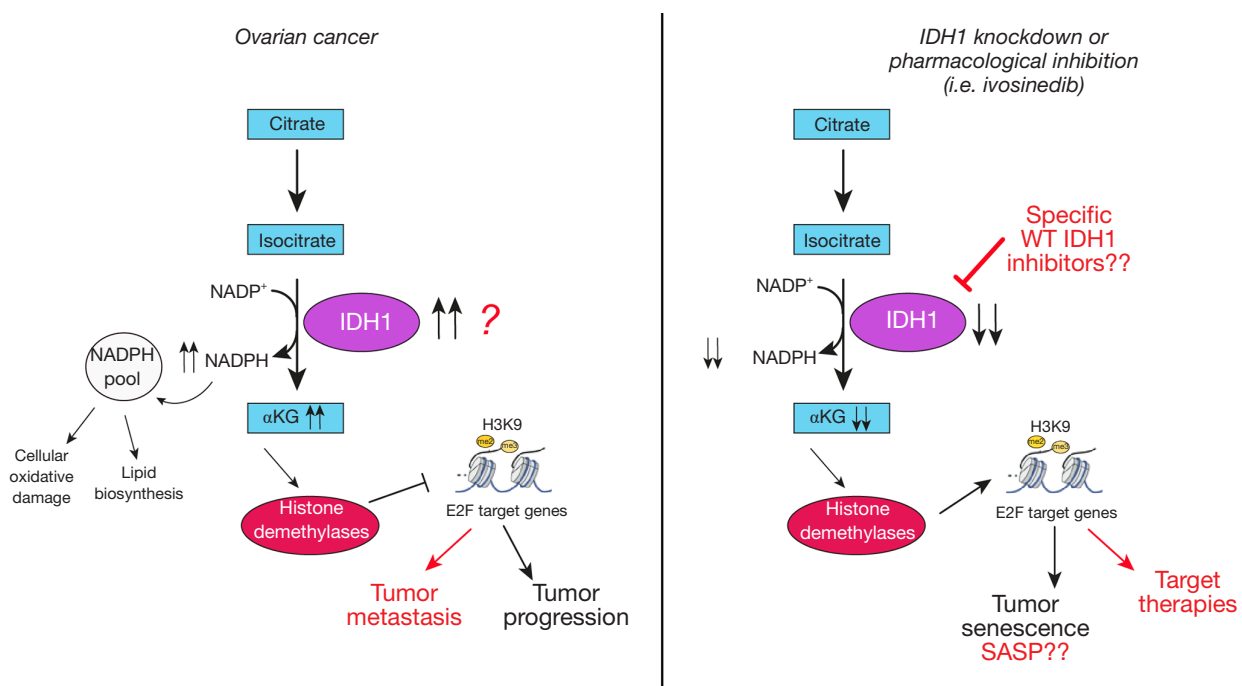 Ovarian cancer
Citrate
Isocitrate
NADP+
IDH1
?
NADPH
pool
NADPH
αKG
Cellular
oxidative
damage
Lipid
biosynthesis
Histone
demethylases
H3K9
me2
me3
E2F target genes
Tumor
metastasis
Tumor
progression
IDH1 knockdown or
pharmacological inhibition
(i.e. ivosinedib)
Citrate
Isocitrate
Specific
WT IDH1
inhibitors??
NADP+
IDH1
NADPH
αKG
Histone
demethylases
H3K9
me2
me3
E2F target genes
Tumor
senescence
SASP??
Target
therapies